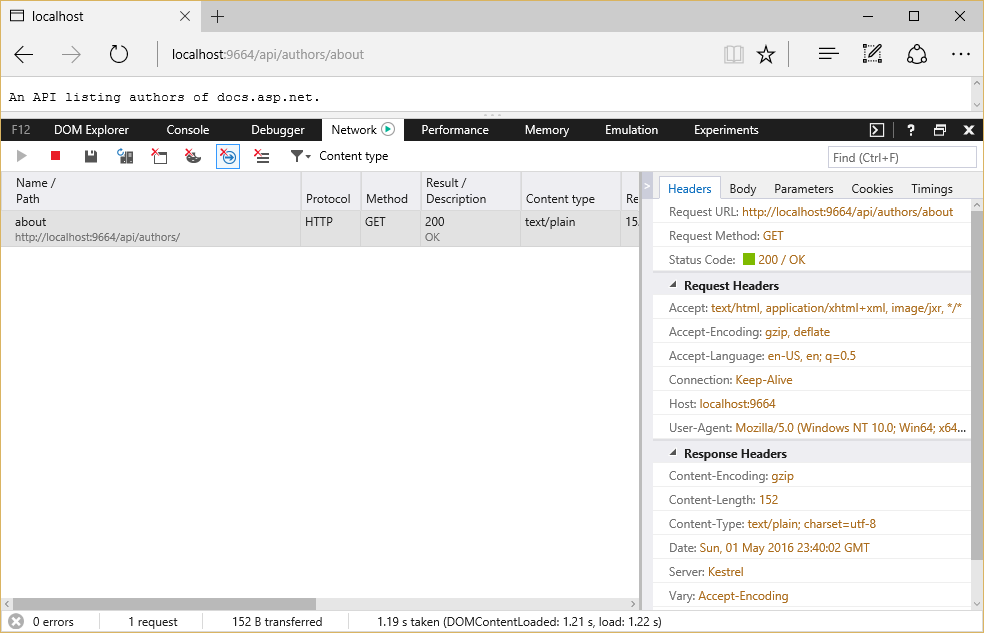 localhost
localhost:9664/api/authors/about
An API listing authors of docs.asp.net.
F12 DOM Explorer Console Debugger Network Performance Memory Emulation Experiments ?
Content type
Find (Ctrl+F)
Name /
Path
Protocol
Method
Result /
Description
Content type
Re
about
http://localhost:9664/api/authors/
HTTP
GET
200
OK
text/plain
15.
Headers Body Parameters Cookies Timings
Request URL: http://localhost:9664/api/authors/about
Request Method: GET
Status Code: 200 / OK
Request Headers
Accept: text/html, application/xhtml+xml, image/jxr, */*
Accept-Encoding: gzip, deflate
Accept-Language: en-US, en; q=0.5
Connection: Keep-Alive
Host: localhost:9664
User-Agent: Mozilla/5.0 (Windows NT 10.0; Win64; x64...
Response Headers
Content-Encoding: gzip
Content-Length: 152
Content-Type: text/plain; charset=utf-8
Date: Sun, 01 May 2016 23:40:02 GMT
Server: Kestrel
Vary: Accept-Encoding
0 errors 1 request 152 B transferred 1.19 s taken (DOMContentLoaded: 1.21 s, load: 1.22 s)